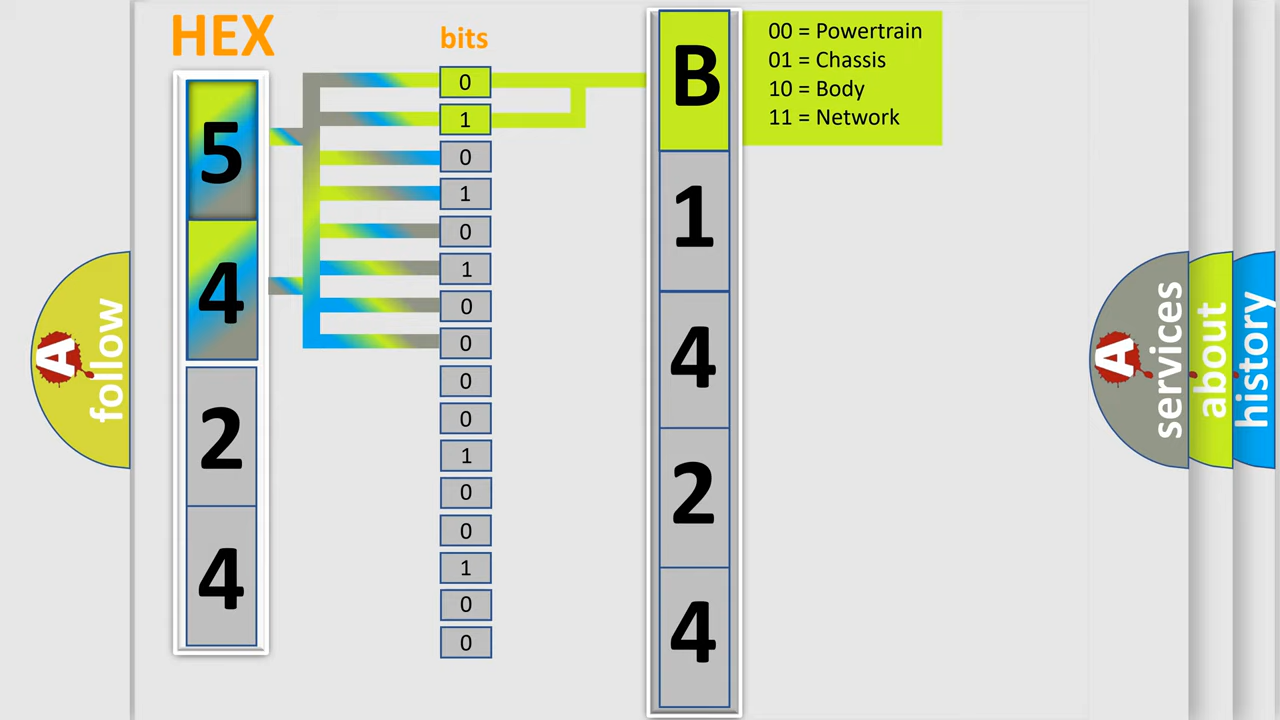 HEX
bits
5
4
2
4
0
1
0
1
0
1
0
0
0
0
1
0
0
1
0
0
B
1
4
2
4
00 = Powertrain
01 = Chassis
10 = Body
11 = Network
A
follow
A
services
about
history